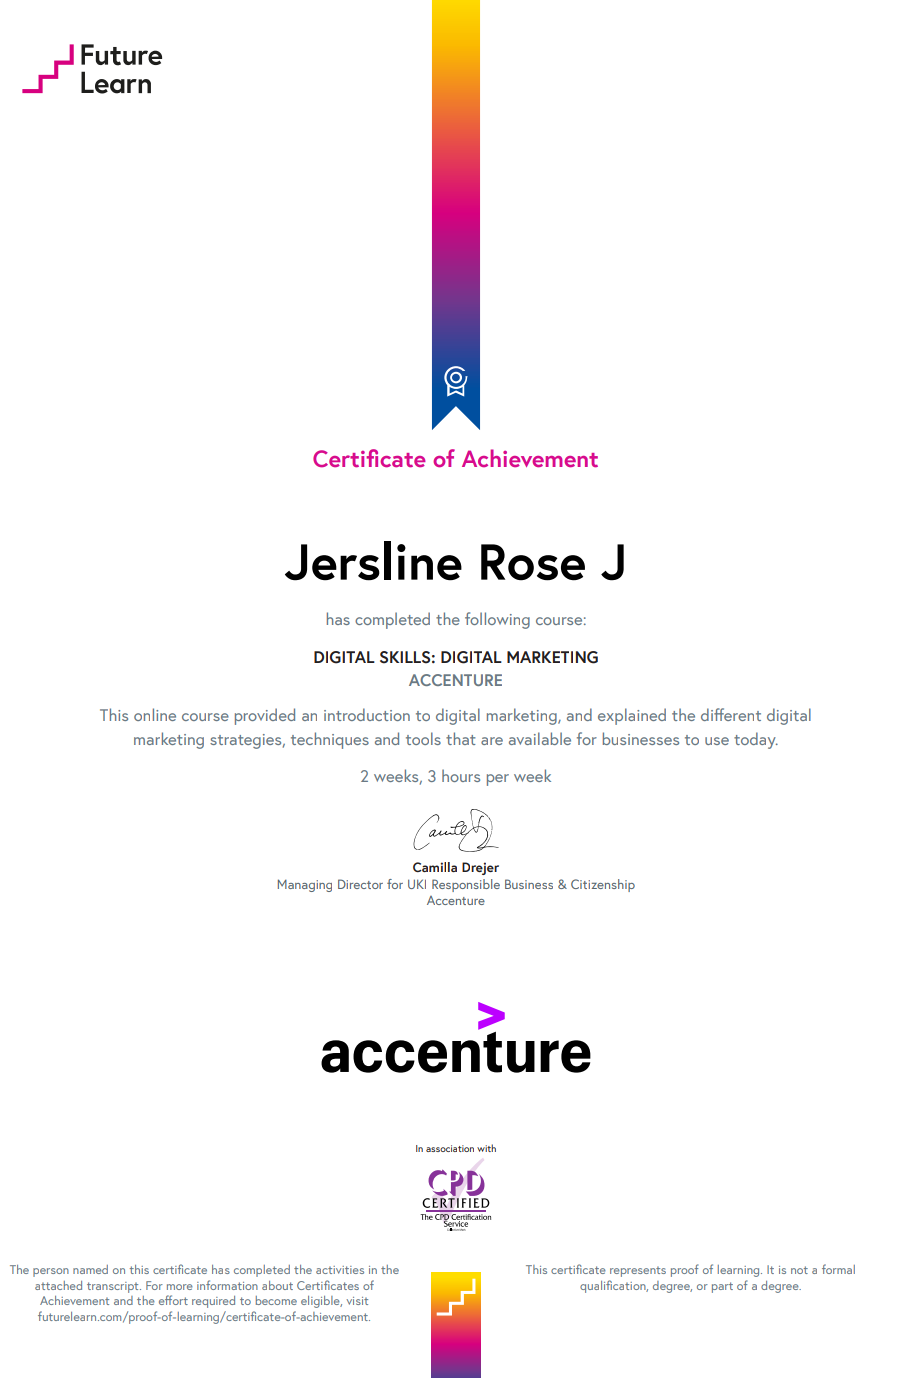 Future
Learn
Certificate of Achievement
Jersline Rose J
has completed the following course:
DIGITAL SKILLS: DIGITAL MARKETING
ACCENTURE
This online course provided an introduction to digital marketing, and explained the different digital
marketing strategies, techniques and tools that are available for businesses to use today.
2 weeks, 3 hours per week
Camilla Drejer
Managing Director for UKI Responsible Business & Citizenship
Accenture
accenture
In association with
CPD
CERTIFIED
The CPD Certification
Service
The person named on this certificate has completed the activities in the
attached transcript. For more information about Certificates of
Achievement and the effort required to become eligible, visit
futurelearn.com/proof-of-learning/certificate-of-achievement.
This certificate represents proof of learning. It is not a formal
qualification, degree, or part of a degree.